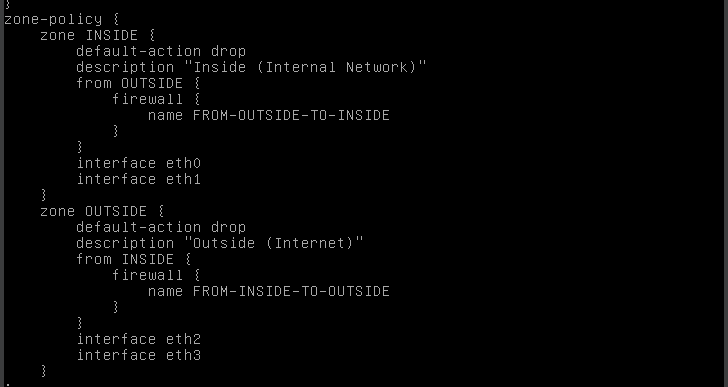 }
zone-policy {
    zone INSIDE {
        default-action drop
        description "Inside (Internal Network)"
        from OUTSIDE {
            firewall {
                name FROM-OUTSIDE-TO-INSIDE
            }
        }
        interface eth0
        interface eth1
    }
    zone OUTSIDE {
        default-action drop
        description "Outside (Internet)"
        from INSIDE {
            firewall {
                name FROM-INSIDE-TO-OUTSIDE
            }
        }
        interface eth2
        interface eth3
    }